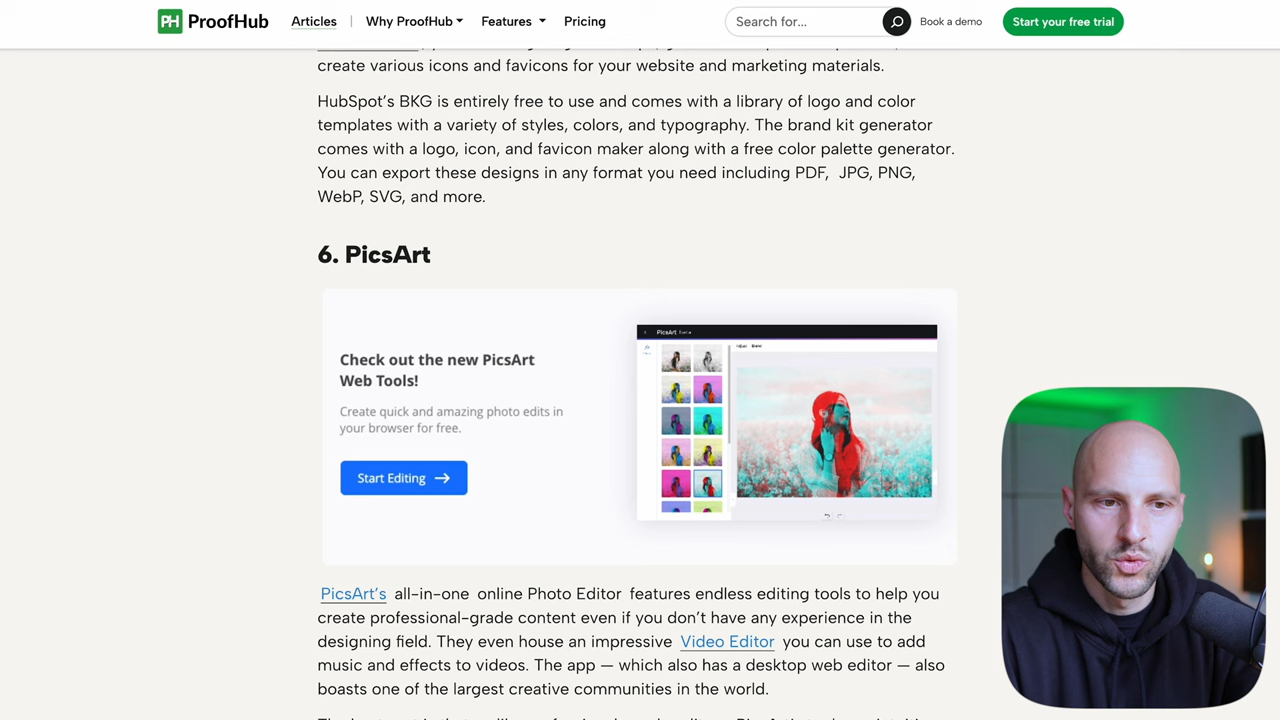 PH ProofHub Articles | Why ProofHub Features Pricing Search for... Book a demo Start your free trial
create various icons and favicons for your website and marketing materials.
HubSpot's BKG is entirely free to use and comes with a library of logo and color
templates with a variety of styles, colors, and typography. The brand kit generator
comes with a logo, icon, and favicon maker along with a free color palette generator.
You can export these designs in any format you need including PDF, JPG, PNG,
WebP, SVG, and more.
6. PicsArt
Check out the new PicsArt
Web Tools!
Create quick and amazing photo edits in
your browser for free.
Start Editing →
PicsArt
PicsArt's all-in-one online Photo Editor features endless editing tools to help you
create professional-grade content even if you don't have any experience in the
designing field. They even house an impressive Video Editor you can use to add
music and effects to videos. The app — which also has a desktop web editor — also
boasts one of the largest creative communities in the world.